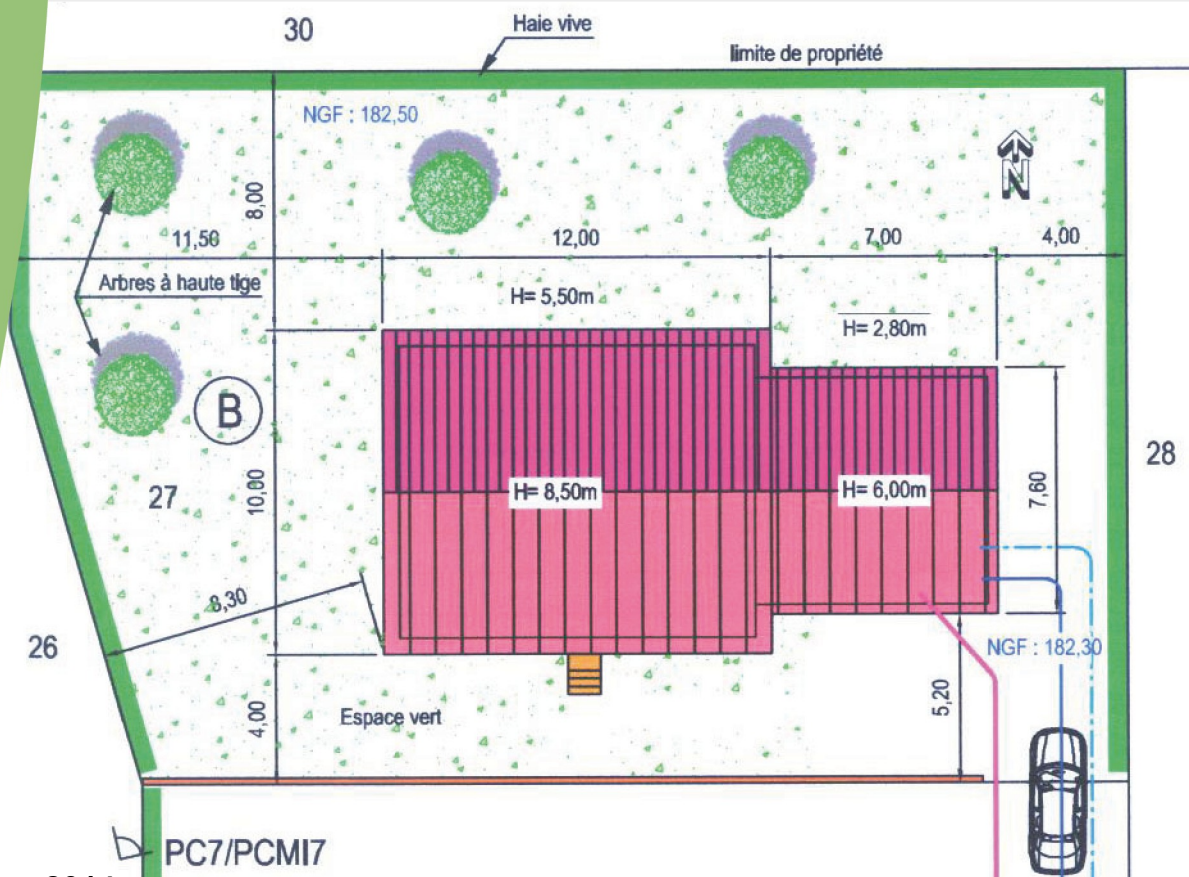 30
Haie vive
limite de propriété
NGF : 182,50
N
8,00
11,50
12,00
7,00
4,00
Arbres à haute tige
H= 5,50m
H= 2,80m
B
28
27
10,00
H= 8,50m
H= 6,00m
7,60
8,30
26
NGF : 182,30
5,20
4,00
Espace vert
PC7/PCMI7